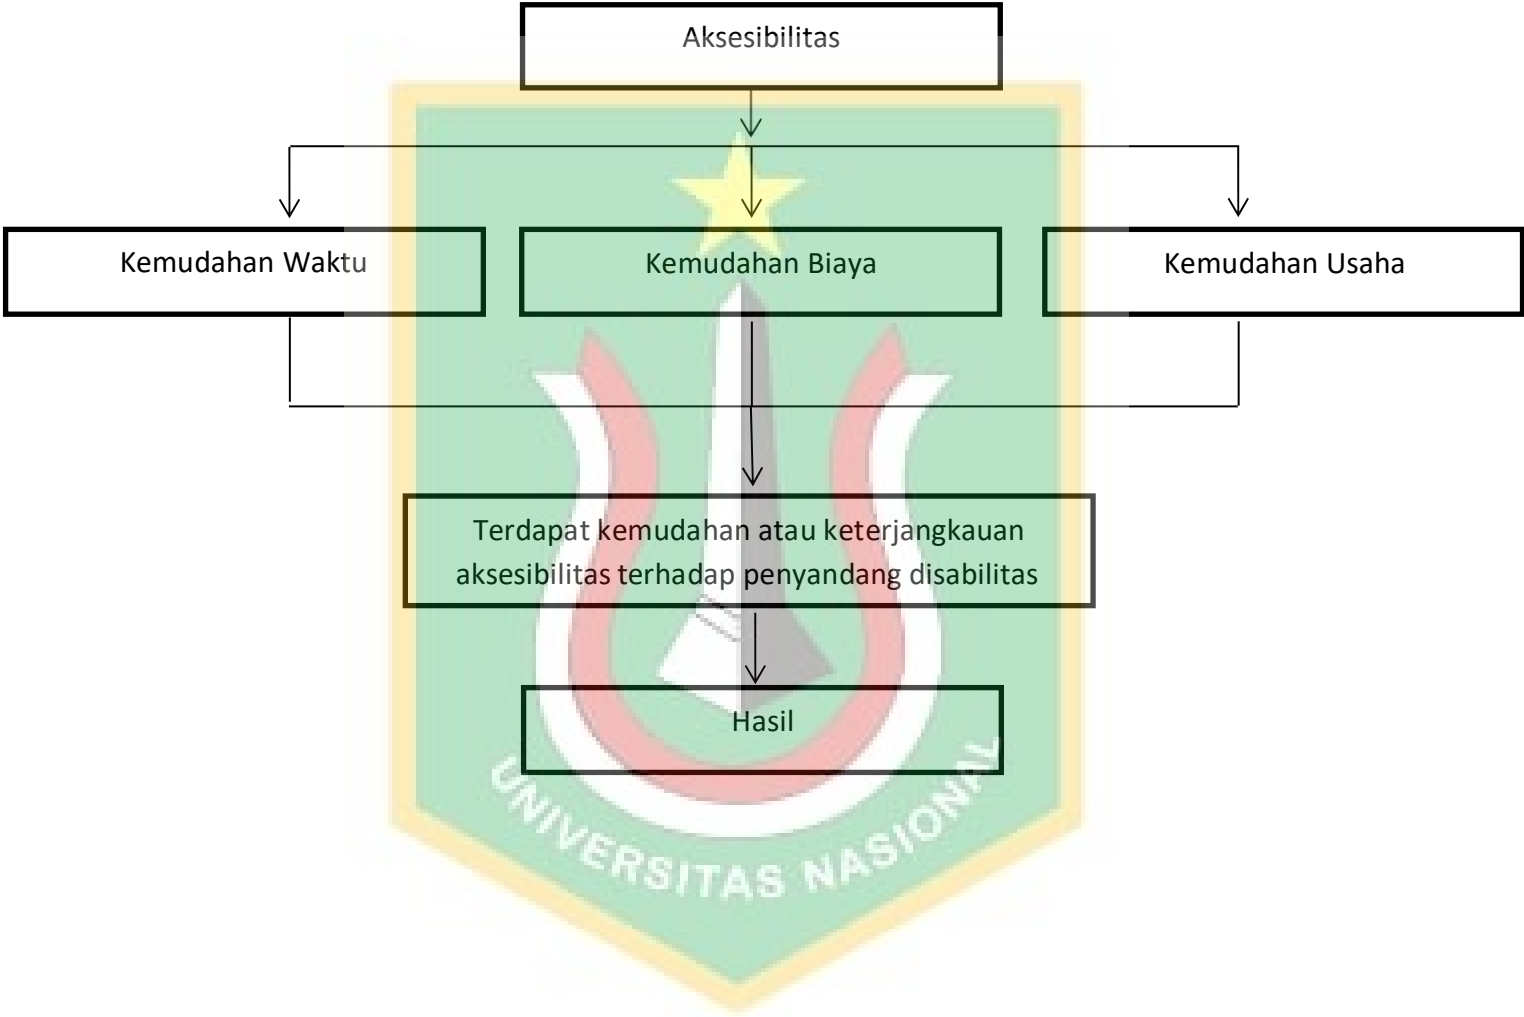 Aksesibilitas
Kemudahan Waktu
Kemudahan Biaya
Kemudahan Usaha
Terdapat kemudahan atau keterjangkauan
aksesibilitas terhadap penyandang disabilitas
Hasil
UNIVERSITAS NASIONAL